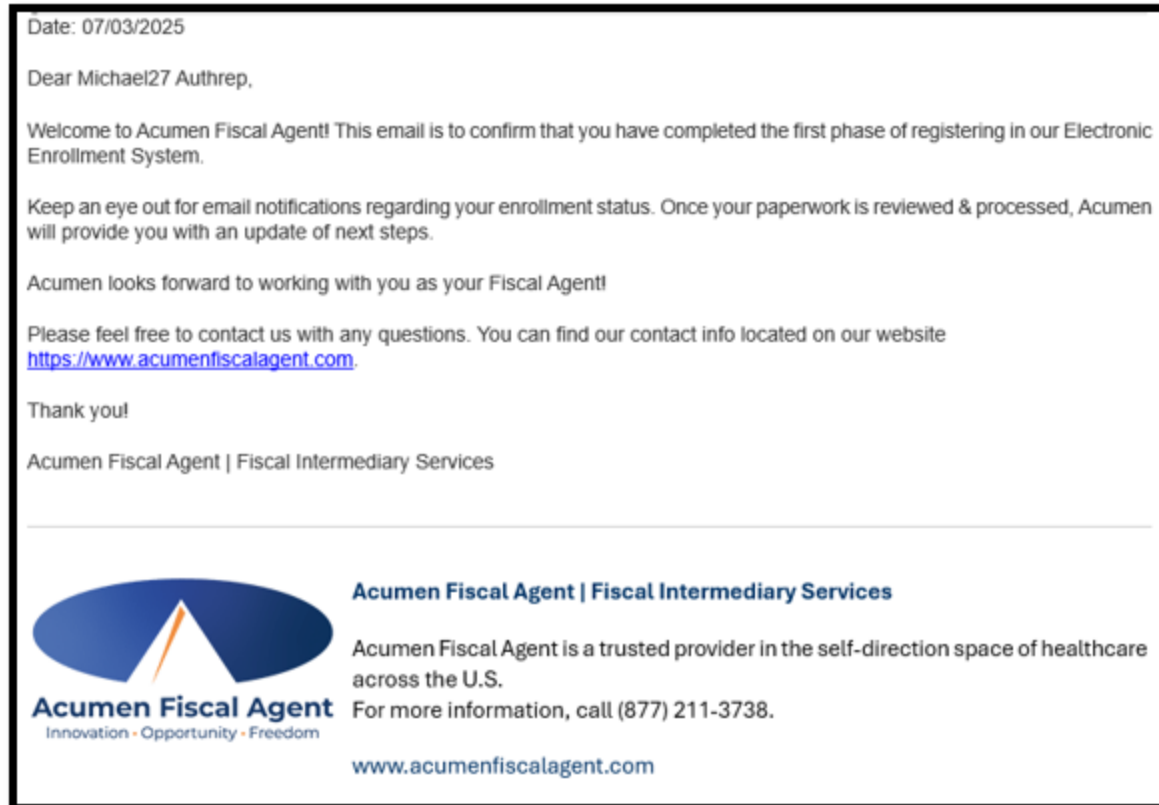 Date: 07/03/2025
Dear Michael27 Authrep,
Welcome to Acumen Fiscal Agent! This email is to confirm that you have completed the first phase of registering in our Electronic
Enrollment System.
Keep an eye out for email notifications regarding your enrollment status. Once your paperwork is reviewed & processed, Acumen
will provide you with an update of next steps.
Acumen looks forward to working with you as your Fiscal Agent!
Please feel free to contact us with any questions. You can find our contact info located on our website
https://www.acumenfiscalagent.com.
Thank you!
Acumen Fiscal Agent | Fiscal Intermediary Services
Acumen Fiscal Agent
Innovation • Opportunity • Freedom
Acumen Fiscal Agent | Fiscal Intermediary Services
Acumen Fiscal Agent is a trusted provider in the self-direction space of healthcare
across the U.S.
For more information, call (877) 211-3738.
www.acumenfiscalagent.com